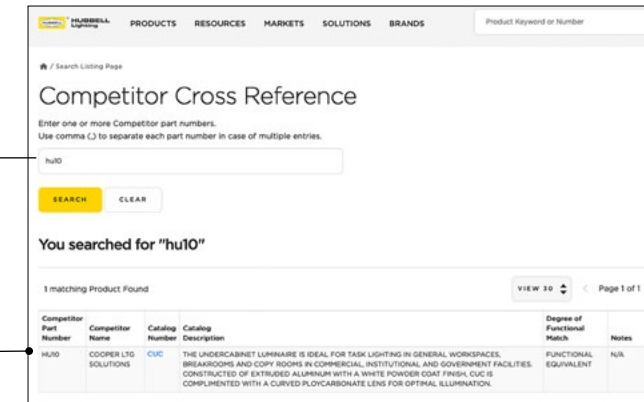 HUBBELL
Lighting
PRODUCTS RESOURCES MARKETS SOLUTIONS BRANDS
Product Keyword or Number
/ Search Listing Page
Competitor Cross Reference
Enter one or more Competitor part numbers.
Use comma (,) to separate each part number in case of multiple entries.
hu10
SEARCH CLEAR
You searched for "hu10"
1 matching Product Found
VIEW 30 < Page 1 of 1
Competitor Part Number Competitor Name Catalog Number Catalog Description Degree of Functional Match Notes
HU10 COOPER LTG SOLUTIONS CUC THE UNDERCABINET LUMINAIRE IS IDEAL FOR TASK LIGHTING IN GENERAL WORKSPACES,
BREAKROOMS AND COPY ROOMS IN COMMERCIAL, INSTITUTIONAL AND GOVERNMENT FACILITIES.
CONSTRUCTED OF EXTRUDED ALUMINUM WITH A WHITE POWDER COAT FINISH, CUC IS
COMPLIMENTED WITH A CURVED PLOYCARBONATE LENS FOR OPTIMAL ILLUMINATION.
FUNCTIONAL EQUIVALENT N/A